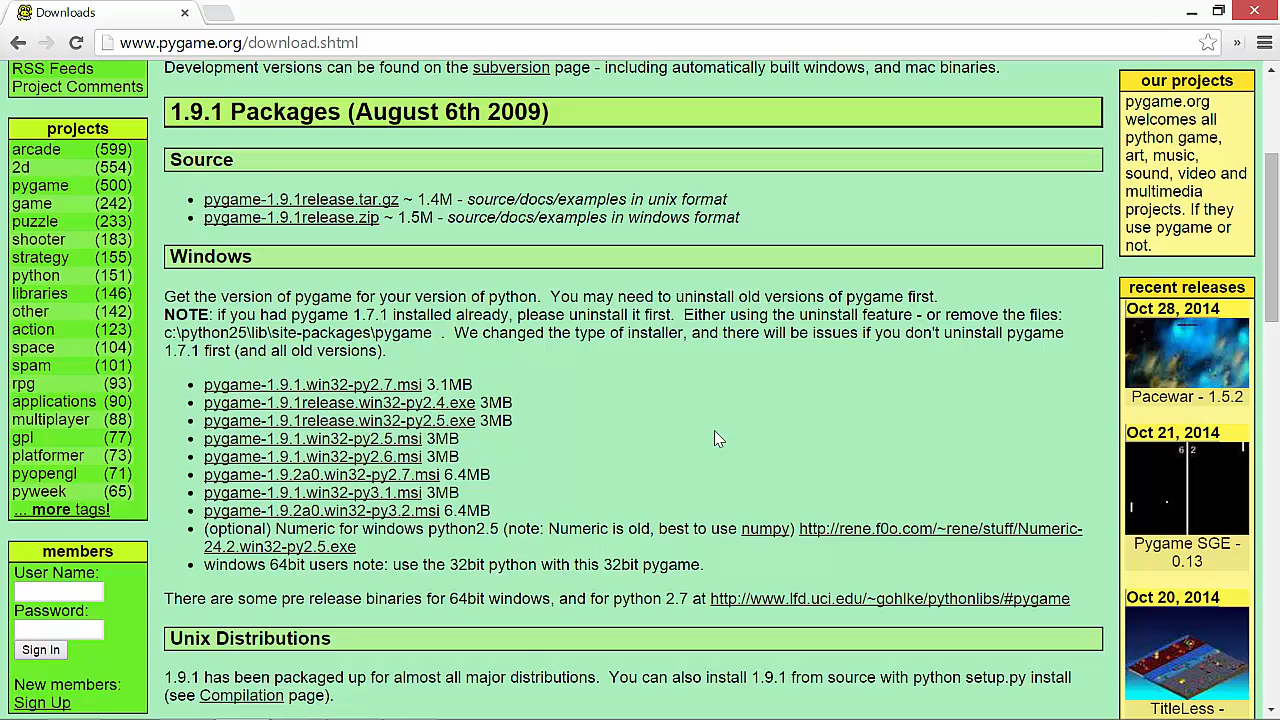 Downloads
www.pygame.org/download.shtml
RSS Feeds
Project Comments
projects
arcade (599)
2d (554)
pygame (500)
game (242)
puzzle (233)
shooter (183)
strategy (155)
python (151)
libraries (146)
other (142)
action (123)
space (104)
spam (101)
rpg (93)
applications (90)
multiplayer (88)
gpl (77)
platformer (73)
pyopengl (71)
pyweek (65)
... more tags!
members
User Name:
Password:
Sign In
New members:
Sign Up
Development versions can be found on the subversion page - including automatically built windows, and mac binaries.
1.9.1 Packages (August 6th 2009)
Source
• pygame-1.9.1release.tar.gz ~ 1.4M - source/docs/examples in unix format
• pygame-1.9.1release.zip ~ 1.5M - source/docs/examples in windows format
Windows
Get the version of pygame for your version of python. You may need to uninstall old versions of pygame first.
NOTE: if you had pygame 1.7.1 installed already, please uninstall it first. Either using the uninstall feature - or remove the files:
c:\python25\lib\site-packages\pygame . We changed the type of installer, and there will be issues if you don't uninstall pygame
1.7.1 first (and all old versions).
• pygame-1.9.1.win32-py2.7.msi 3.1MB
• pygame-1.9.1release.win32-py2.4.exe 3MB
• pygame-1.9.1release.win32-py2.5.exe 3MB
• pygame-1.9.1.win32-py2.5.msi 3MB
• pygame-1.9.1.win32-py2.6.msi 3MB
• pygame-1.9.2a0.win32-py2.7.msi 6.4MB
• pygame-1.9.1.win32-py3.1.msi 3MB
• pygame-1.9.2a0.win32-py3.2.msi 6.4MB
• (optional) Numeric for windows python2.5 (note: Numeric is old, best to use numpy) http://rene.f0o.com/~rene/stuff/Numeric-
24.2.win32-py2.5.exe
• windows 64bit users note: use the 32bit python with this 32bit pygame.
There are some pre release binaries for 64bit windows, and for python 2.7 at http://www.lfd.uci.edu/~gohlke/pythonlibs/#pygame
Unix Distributions
1.9.1 has been packaged up for almost all major distributions. You can also install 1.9.1 from source with python setup.py install
(see Compilation page).
our projects
pygame.org
welcomes all
python game,
art, music,
sound, video and
multimedia
projects. If they
use pygame or
not.
recent releases
Oct 28, 2014
Pacewar - 1.5.2
Oct 21, 2014
6 2
Pygame SGE -
0.13
Oct 20, 2014
TitleLess -